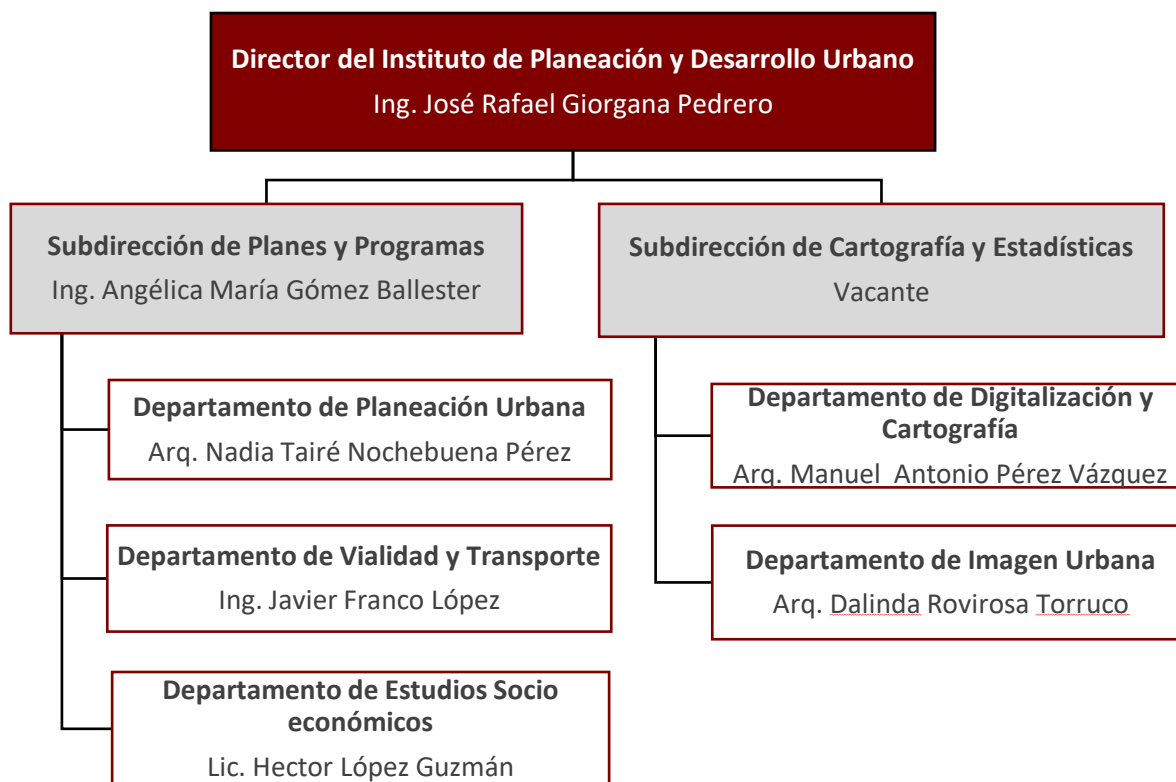 Director del Instituto de Planeación y Desarrollo Urbano
Ing. José Rafael Giorgana Pedrero
Subdirección de Planes y Programas
Ing. Angélica María Gómez Ballester
Subdirección de Cartografía y Estadísticas
Vacante
Departamento de Planeación Urbana
Arq. Nadia Tairé Nochebuena Pérez
Departamento de Vialidad y Transporte
Ing. Javier Franco López
Departamento de Estudios Socio
económicos
Lic. Hector López Guzmán
Departamento de Digitalización y
Cartografía
Arq. Manuel  Antonio Pérez Vázquez
Departamento de Imagen Urbana
Arq. Dalinda Rovirosa Torruco